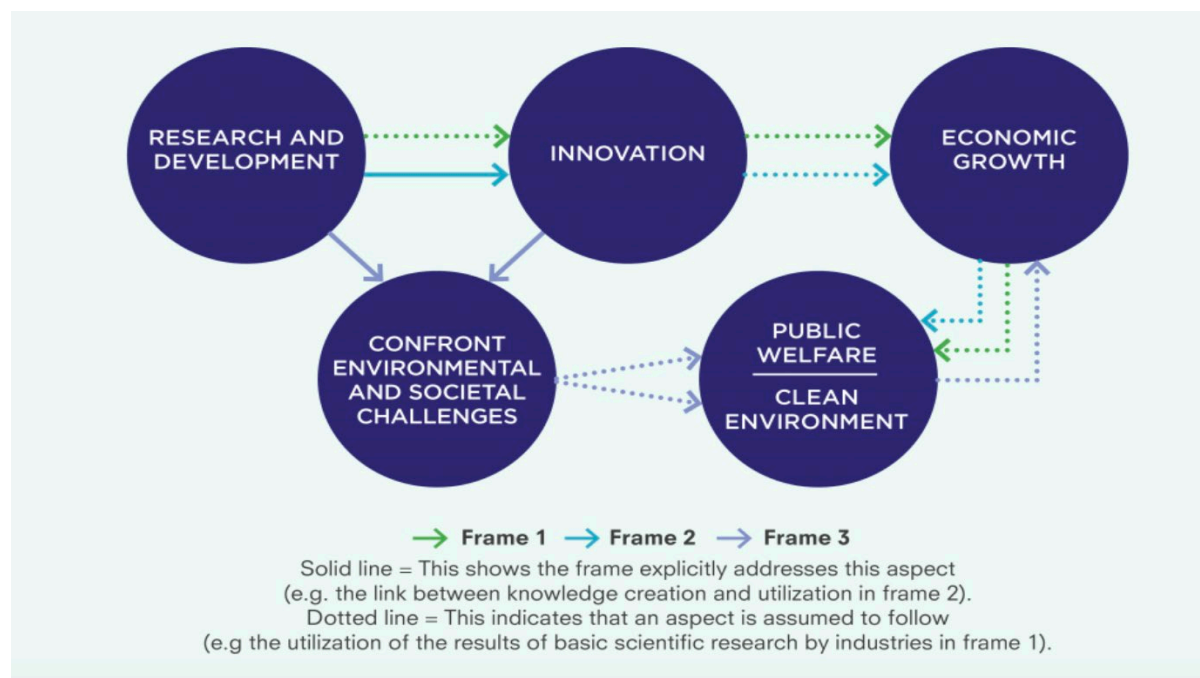 RESEARCH AND
DEVELOPMENT
INNOVATION
ECONOMIC
GROWTH
CONFRONT
ENVIRONMENTAL
AND SOCIETAL
CHALLENGES
PUBLIC
WELFARE
CLEAN
ENVIRONMENT
Frame 1 Frame 2 Frame 3
Solid line = This shows the frame explicitly addresses this aspect
(e.g. the link between knowledge creation and utilization in frame 2).
Dotted line = This indicates that an aspect is assumed to follow
(e.g the utilization of the results of basic scientific research by industries in frame 1).